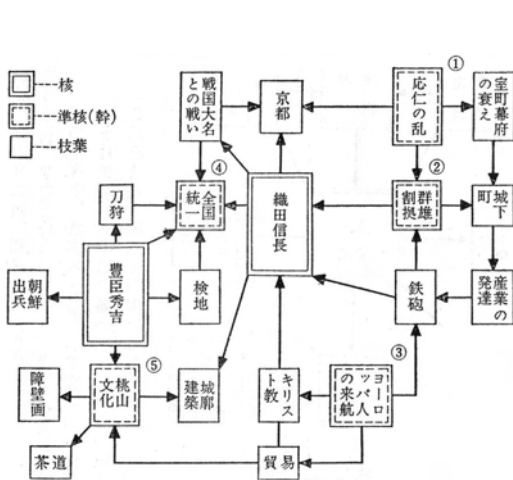 核
準核(幹)
枝葉
①
②
③
④
⑤
戦国大名
との戦い
京都
応仁の乱
室町幕府
の衰え
刀狩
全国
統一
織田信長
群雄
割拠
城下
町
豊臣秀吉
朝鮮
出兵
検地
鉄砲
産業の
発達
障壁
画
桃山
文化
城廓
建築
キリス
ト教
ヨーロ
ッパ人
の来航
茶道
貿易